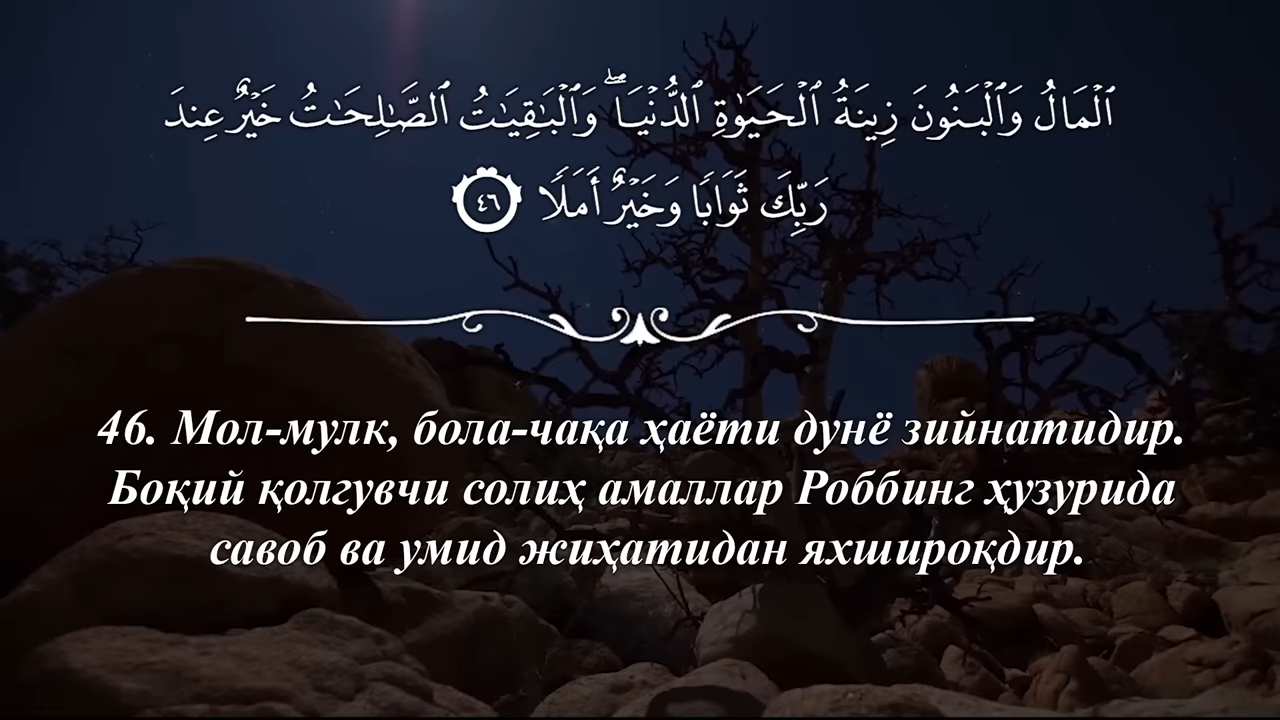 ٱلْمَالُ وَٱلْبَنُونَ زِينَةُ ٱلْحَيَوٰةِ ٱلدُّنْيَا ۖ وَٱلْبَـٰقِيَـٰتُ ٱلصَّـٰلِحَـٰتُ خَيْرٌ عِندَ
رَبِّكَ ثَوَابًا وَخَيْرٌ أَمَلًا ٤٦
46. Мол-мулк, бола-чақа ҳаёти дунё зийнатидир.
Боқий қолгувчи солиҳ амаллар Роббинг ҳузурида
савоб ва умид жиҳатидан яхшироқдир.